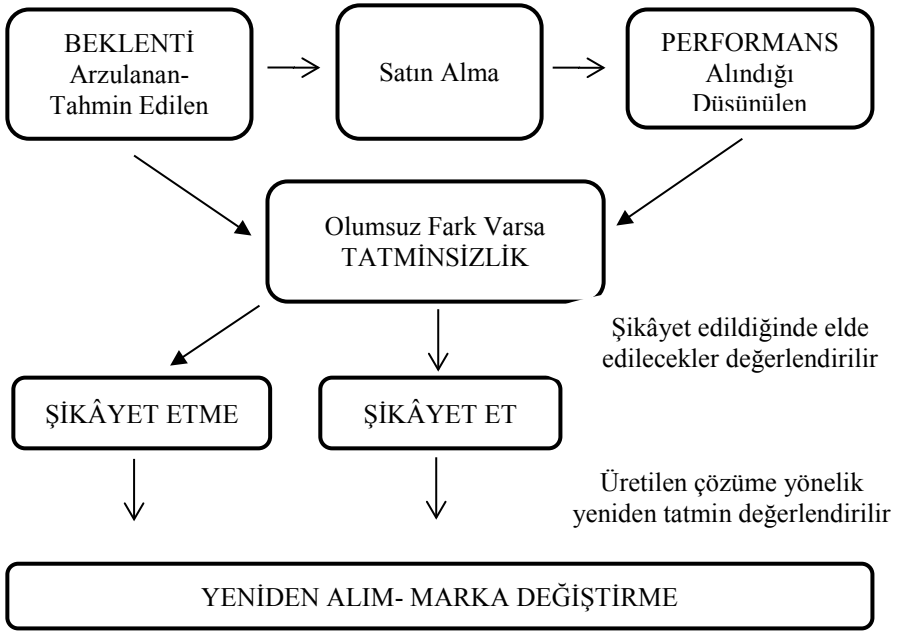 BEKLENTİ
Arzulanan-
Tahmin Edilen
Satın Alma
PERFORMANS
Alındığı
Düşünülen
Olumsuz Fark Varsa
TATMİNSİZLİK
Şikâyet edildiğinde elde
edilecekler değerlendirilir
ŞİKÂYET ETME
ŞİKÂYET ET
Üretilen çözüme yönelik
yeniden tatmin değerlendirilir
YENİDEN ALIM- MARKA DEĞİŞTİRME